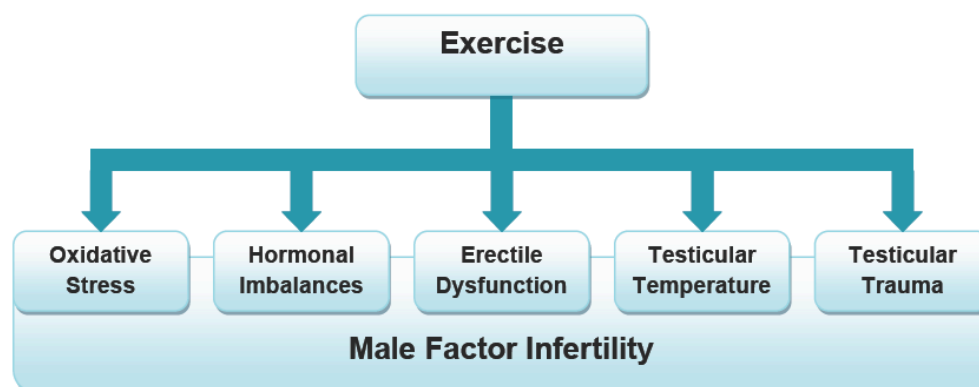 Exercise
Oxidative
Stress
Hormonal
Imbalances
Erectile
Dysfunction
Testicular
Temperature
Testicular
Trauma
Male Factor Infertility